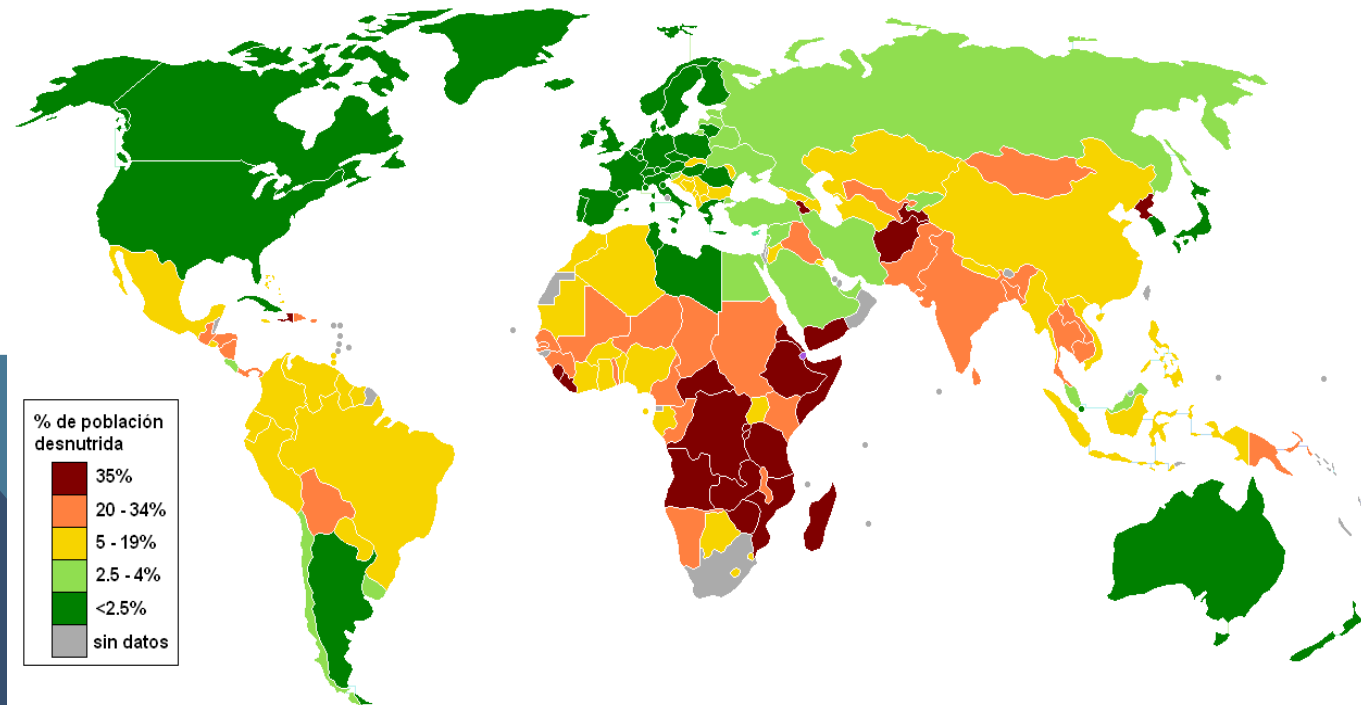 % de población
desnutrida
35%
20 - 34%
5 - 19%
2.5 - 4%
<2.5%
sin datos